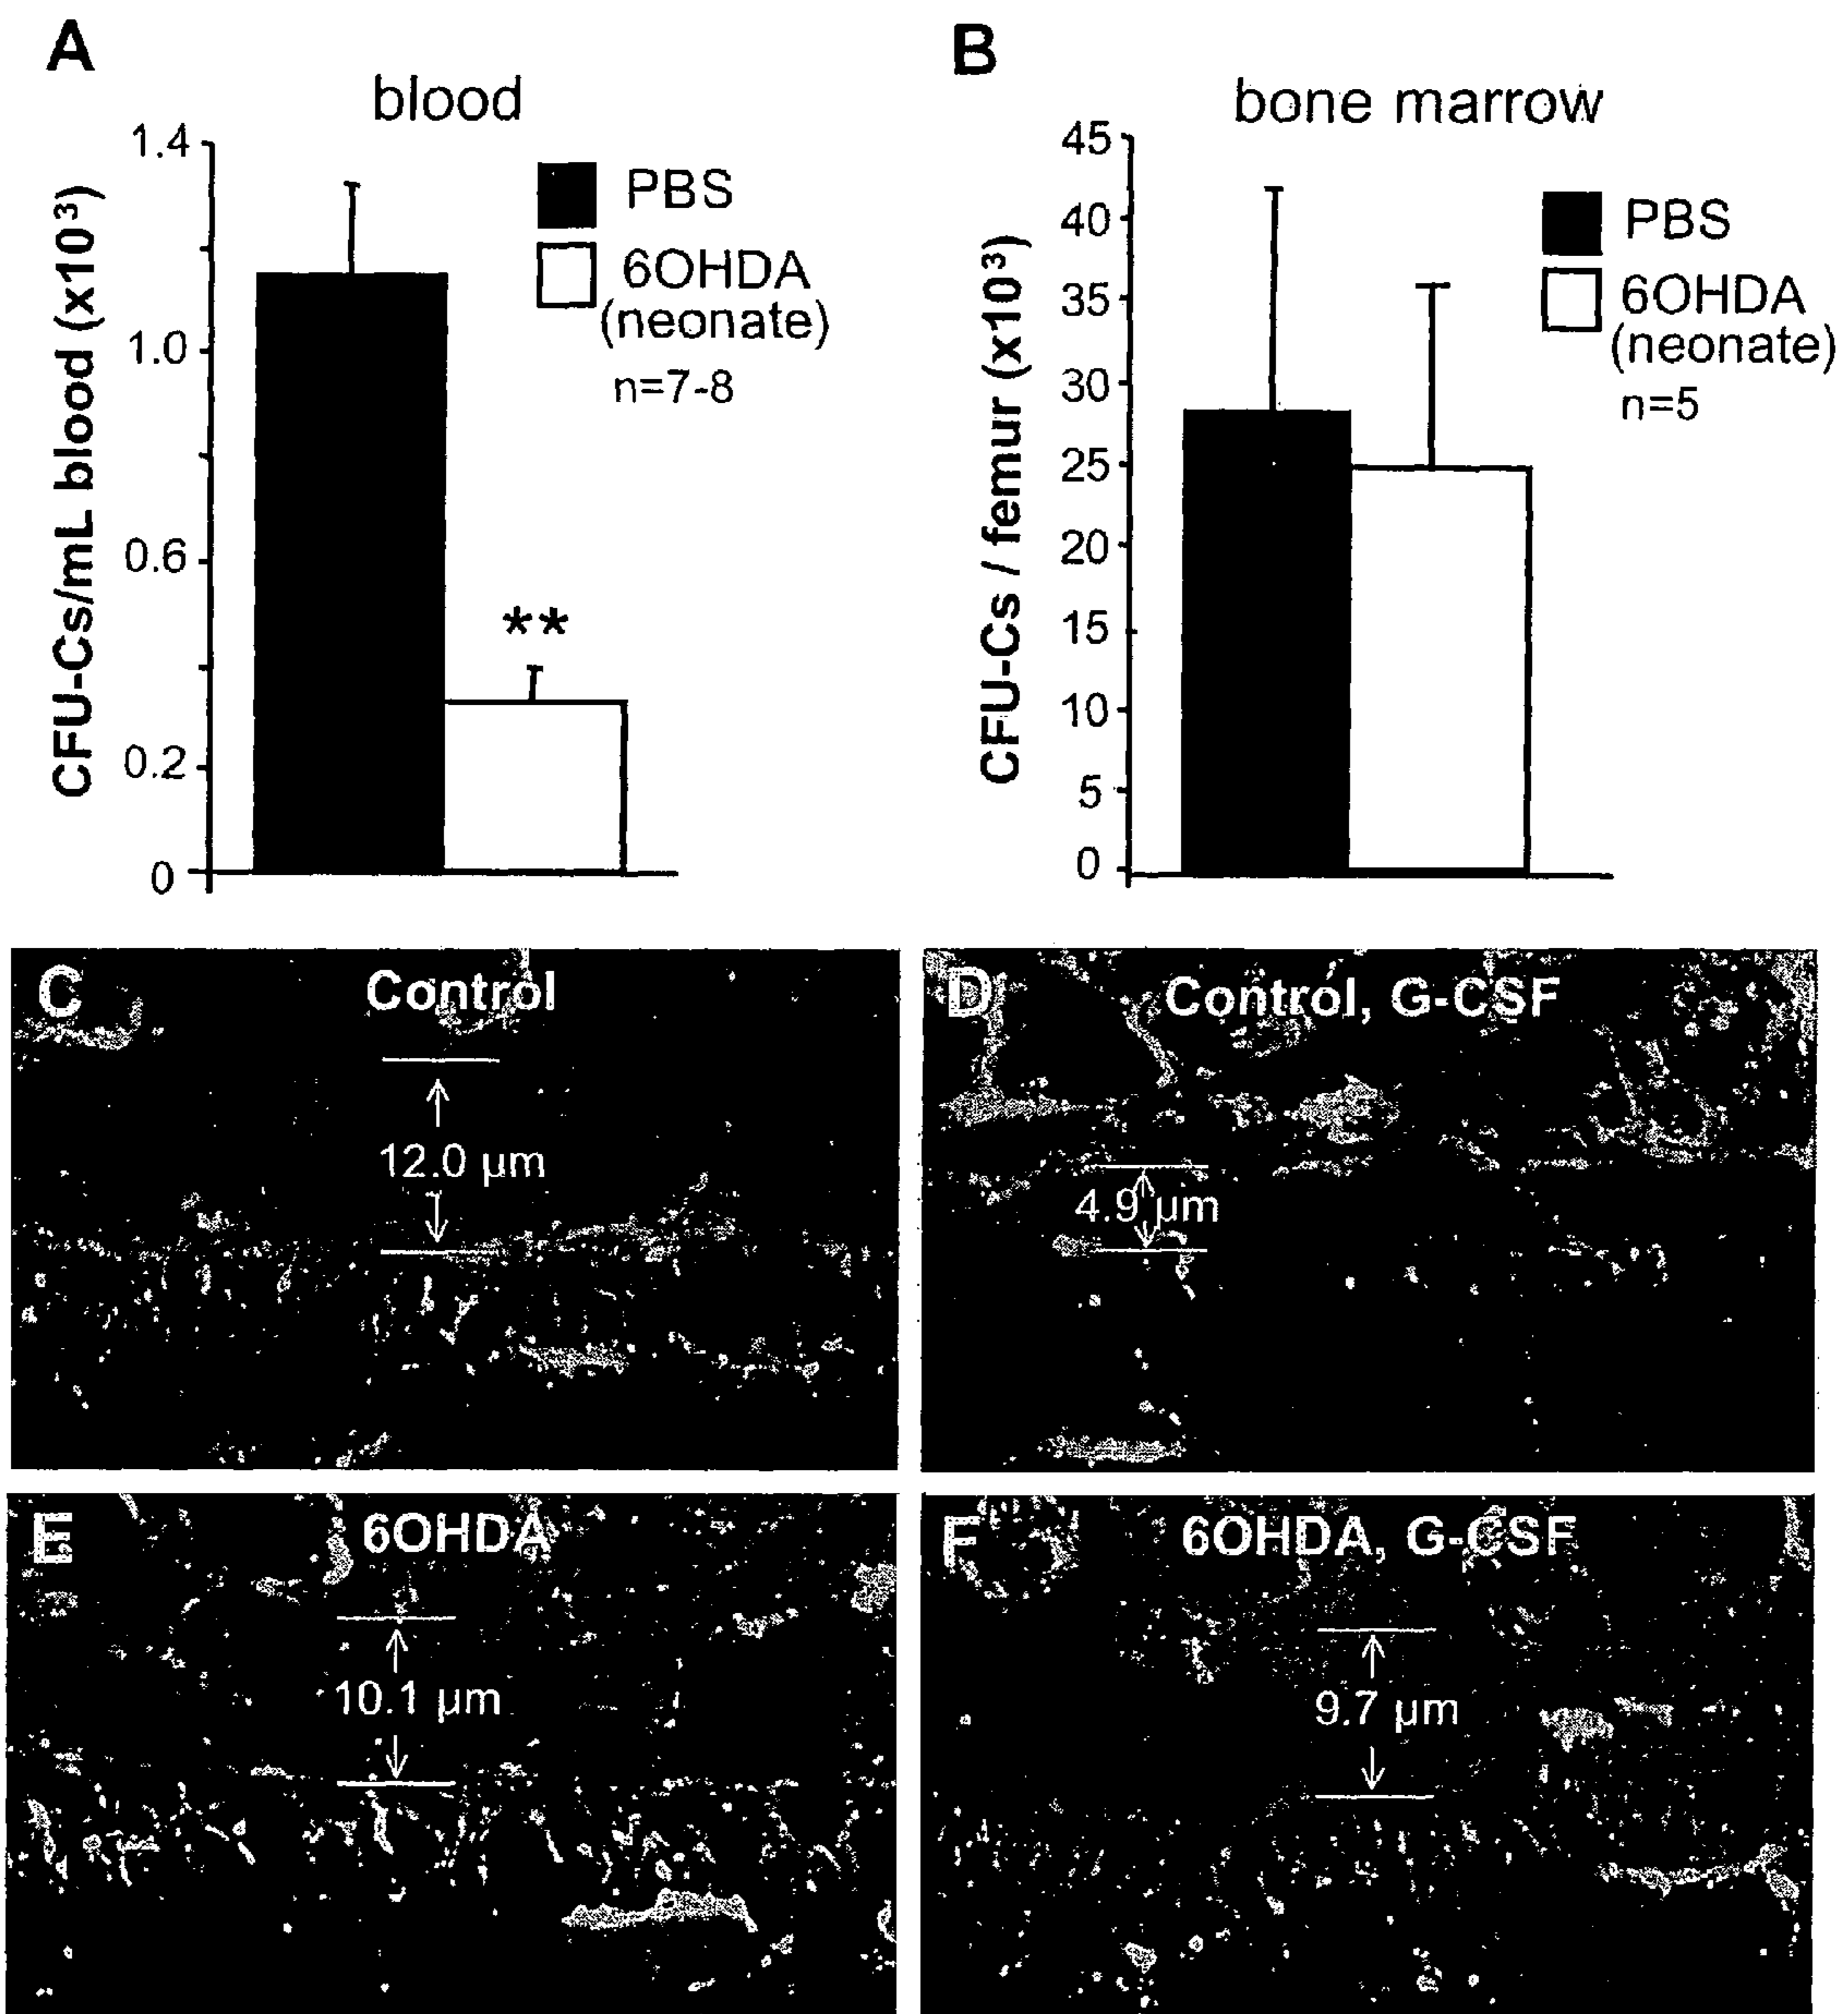 A
blood
CFU-Cs/mL blood (x10³)
1.4
1.0
0.6
0.2
0
PBS
6OHDA
(neonate)
n=7-8
**
B
bone marrow
CFU-Cs / femur (x10³)
45
40
35
30
25
20
15
10
5
0
PBS
6OHDA
(neonate)
n=5
C
Control
12.0 µm
D
Control, G-CSF
4.9 µm
E
6OHDA
10.1 µm
F
6OHDA, G-CSF
9.7 µm